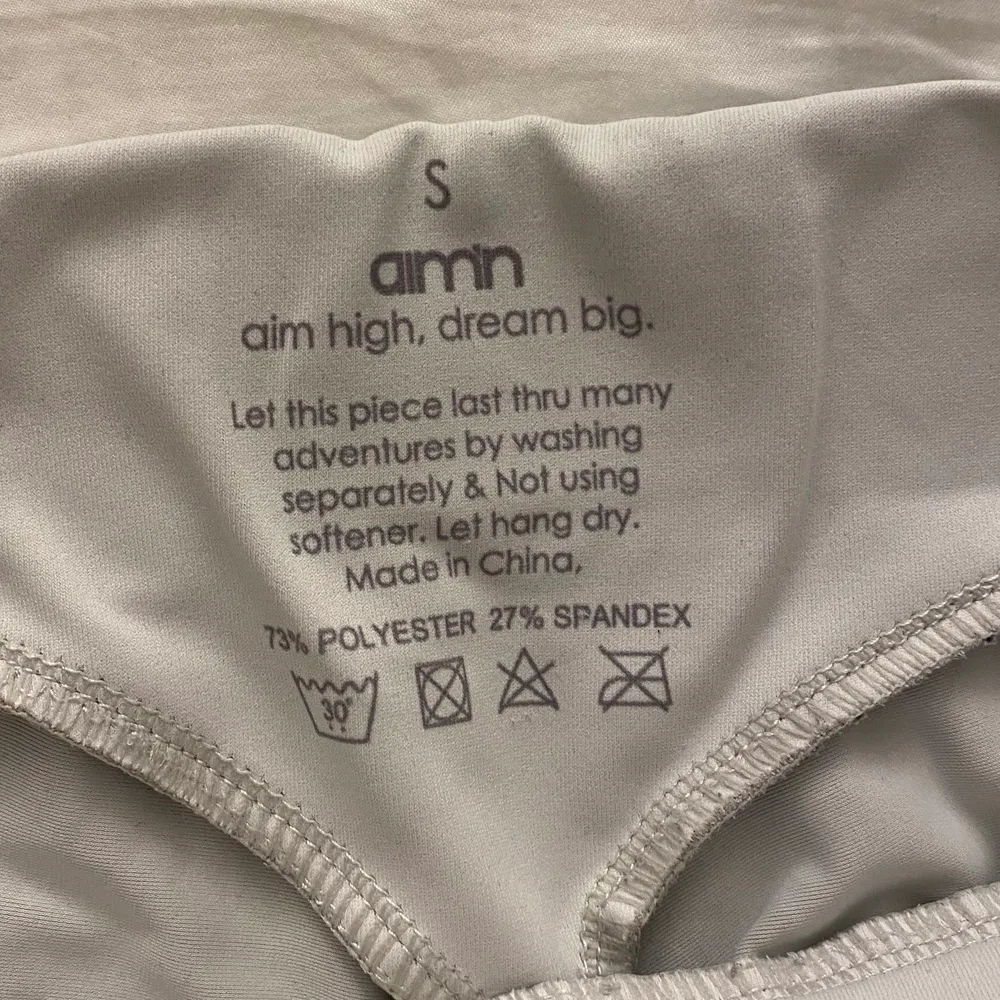 S
aim'n
aim high, dream big.
Let this piece last thru many
adventures by washing
separately & Not using
softener. Let hang dry.
Made in China,
73% POLYESTER 27% SPANDEX
30°